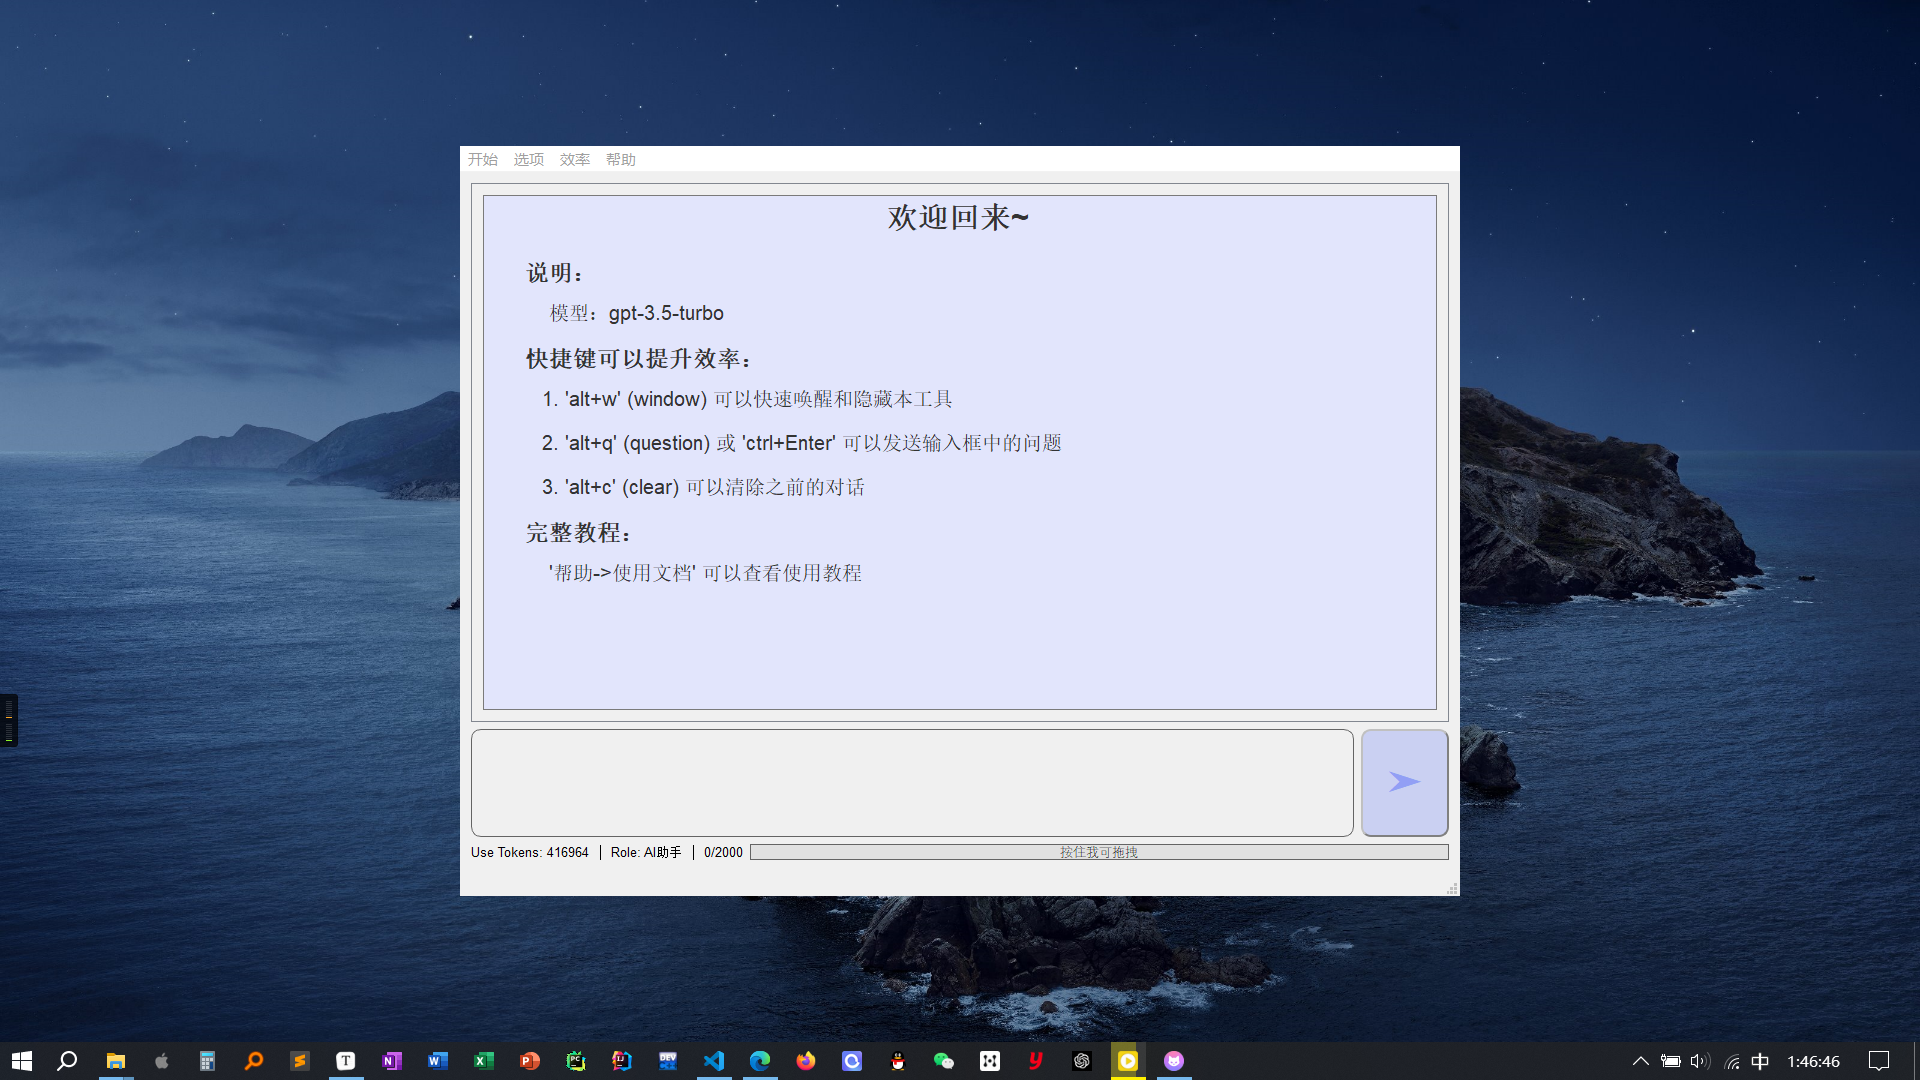 开始 选项 效率 帮助
欢迎回来~
说明：
模型：gpt-3.5-turbo
快捷键可以提升效率：
1. 'alt+w' (window) 可以快速唤醒和隐藏本工具
2. 'alt+q' (question) 或 'ctrl+Enter' 可以发送输入框中的问题
3. 'alt+c' (clear) 可以清除之前的对话
完整教程：
'帮助->使用文档' 可以查看使用教程
Use Tokens: 416964 | Role: AI助手 | 0/2000 按住我可拖拽
中 1:46:46